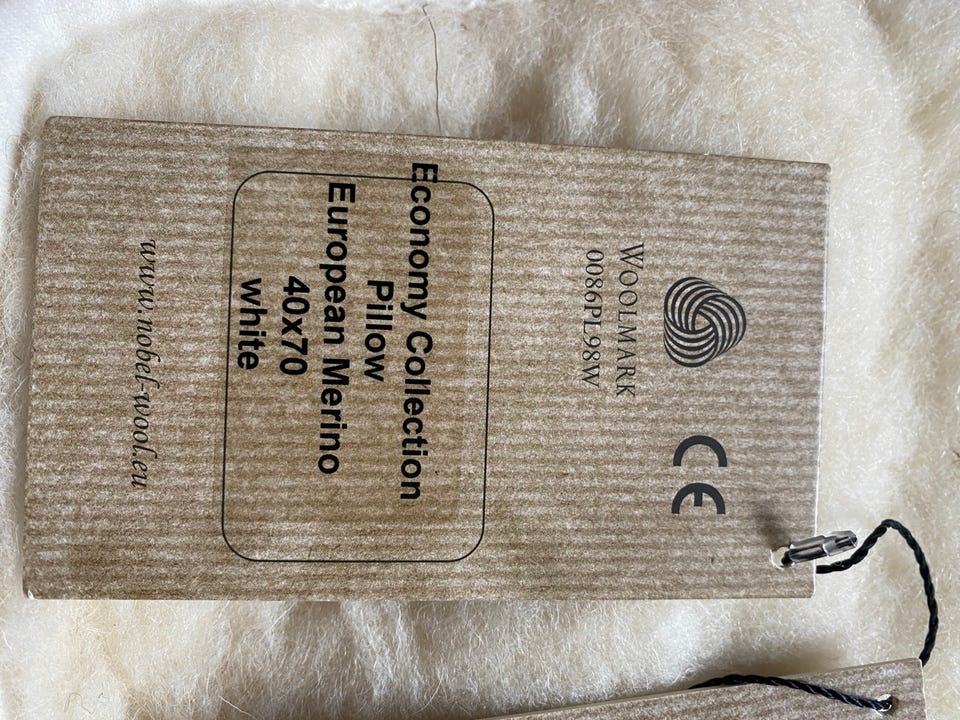 WOOLMARK
0086PL98W
CE
Economy Collection
Pillow
European Merino
40x70
white
www.nobel-wool.eu